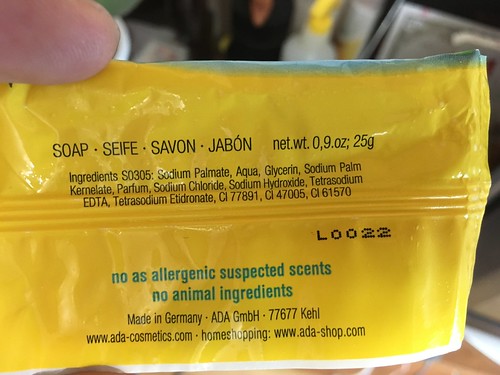 SOAP · SEIFE · SAVON · JABÓN net.wt. 0,9.oz; 25g
Ingredients S0305: Sodium Palmate, Aqua, Glycerin, Sodium Palm
Kernelate, Parfum, Sodium Chloride, Sodium Hydroxide, Tetrasodium
EDTA, Tetrasodium Etidronate, CI 77891, CI 47005, CI 61570
L0022
no as allergenic suspected scents
no animal ingredients
Made in Germany · ADA GmbH · 77677 Kehl
www.ada-cosmetics.com · homeshopping: www.ada-shop.com